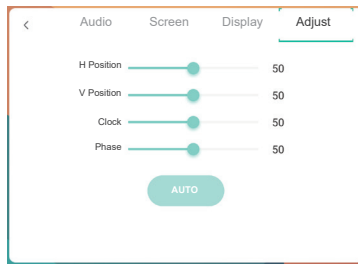 Audio Screen Display Adjust
H Position 50
V Position 50
Clock 50
Phase 50
AUTO